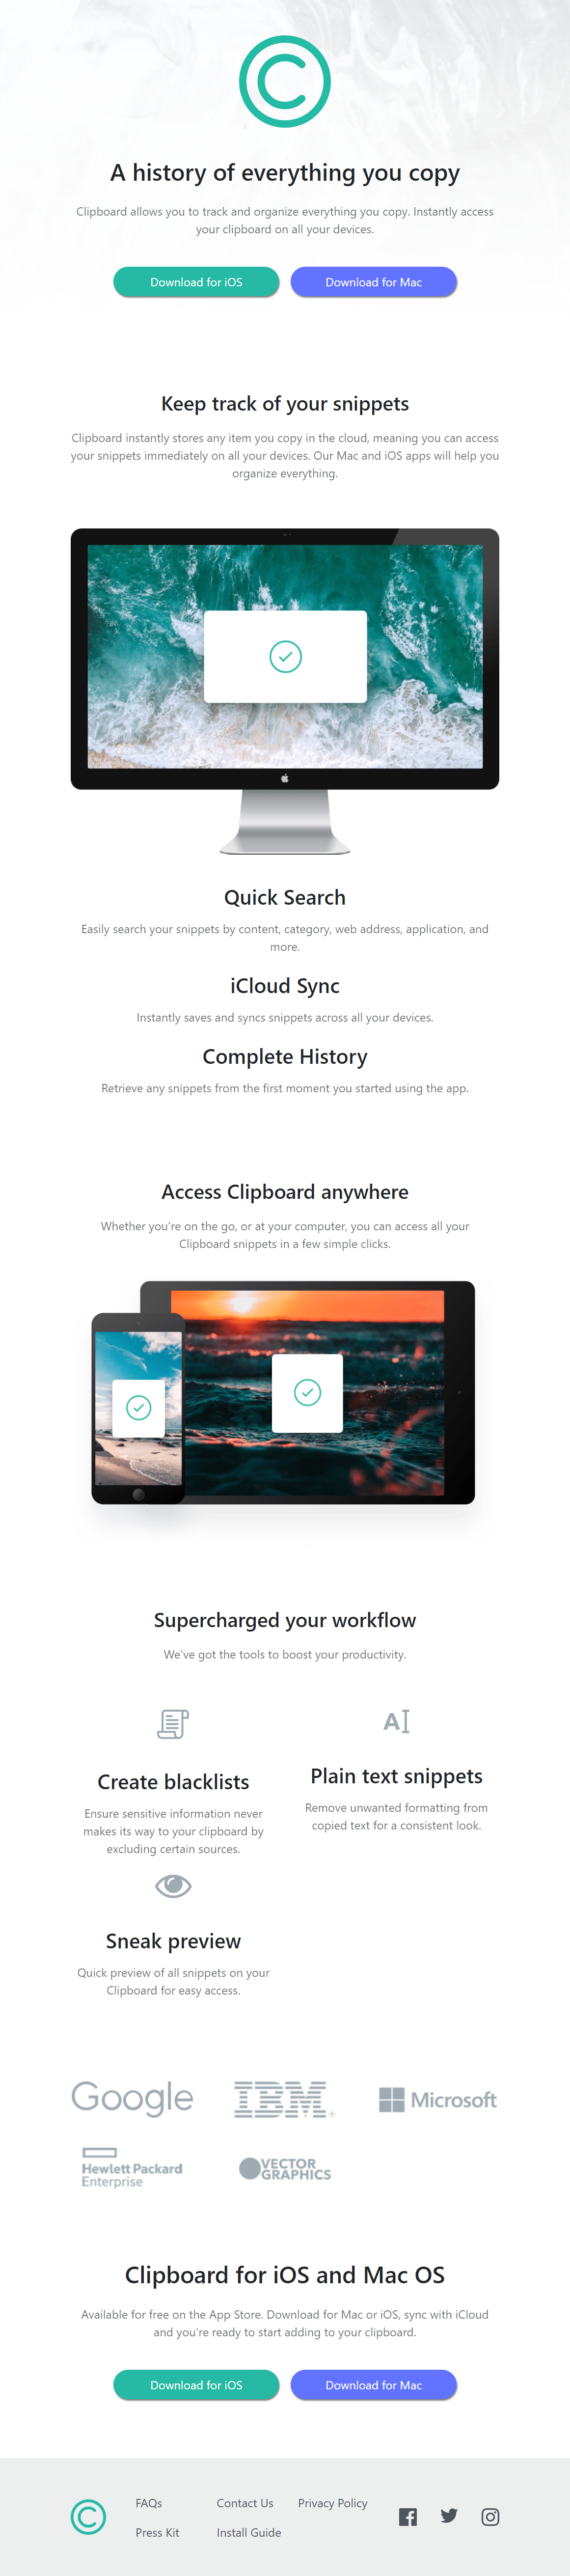 A history of everything you copy
Clipboard allows you to track and organize everything you copy. Instantly access
your clipboard on all your devices.
Download for iOS
Download for Mac
Keep track of your snippets
Clipboard instantly stores any item you copy in the cloud, meaning you can access
your snippets immediately on all your devices. Our Mac and iOS apps will help you
organize everything.
Quick Search
Easily search your snippets by content, category, web address, application, and
more.
iCloud Sync
Instantly saves and syncs snippets across all your devices.
Complete History
Retrieve any snippets from the first moment you started using the app.
Access Clipboard anywhere
Whether you're on the go, or at your computer, you can access all your
Clipboard snippets in a few simple clicks.
Supercharged your workflow
We've got the tools to boost your productivity.
Create blacklists
Ensure sensitive information never
makes its way to your clipboard by
excluding certain sources.
Plain text snippets
Remove unwanted formatting from
copied text for a consistent look.
Sneak preview
Quick preview of all snippets on your
Clipboard for easy access.
Google
IBM
Microsoft
Hewlett Packard
Enterprise
VECTOR
GRAPHICS
Clipboard for iOS and Mac OS
Available for free on the App Store. Download for Mac or iOS, sync with iCloud
and you're ready to start adding to your clipboard.
Download for iOS
Download for Mac
FAQs
Contact Us
Privacy Policy
Press Kit
Install Guide